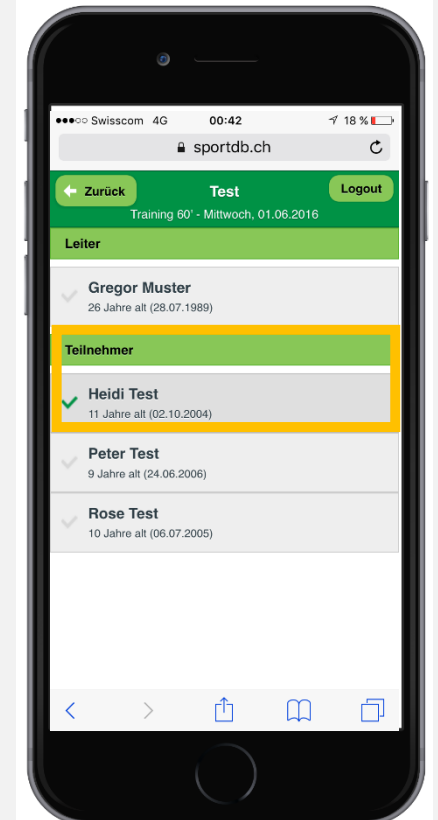 ●●●○○ Swisscom 4G 00:42 18 %
sportdb.ch
Zurück Test Logout
Training 60' - Mittwoch, 01.06.2016
Leiter
Gregor Muster
26 Jahre alt (28.07.1989)
Teilnehmer
Heidi Test
11 Jahre alt (02.10.2004)
Peter Test
9 Jahre alt (24.06.2006)
Rose Test
10 Jahre alt (06.07.2005)